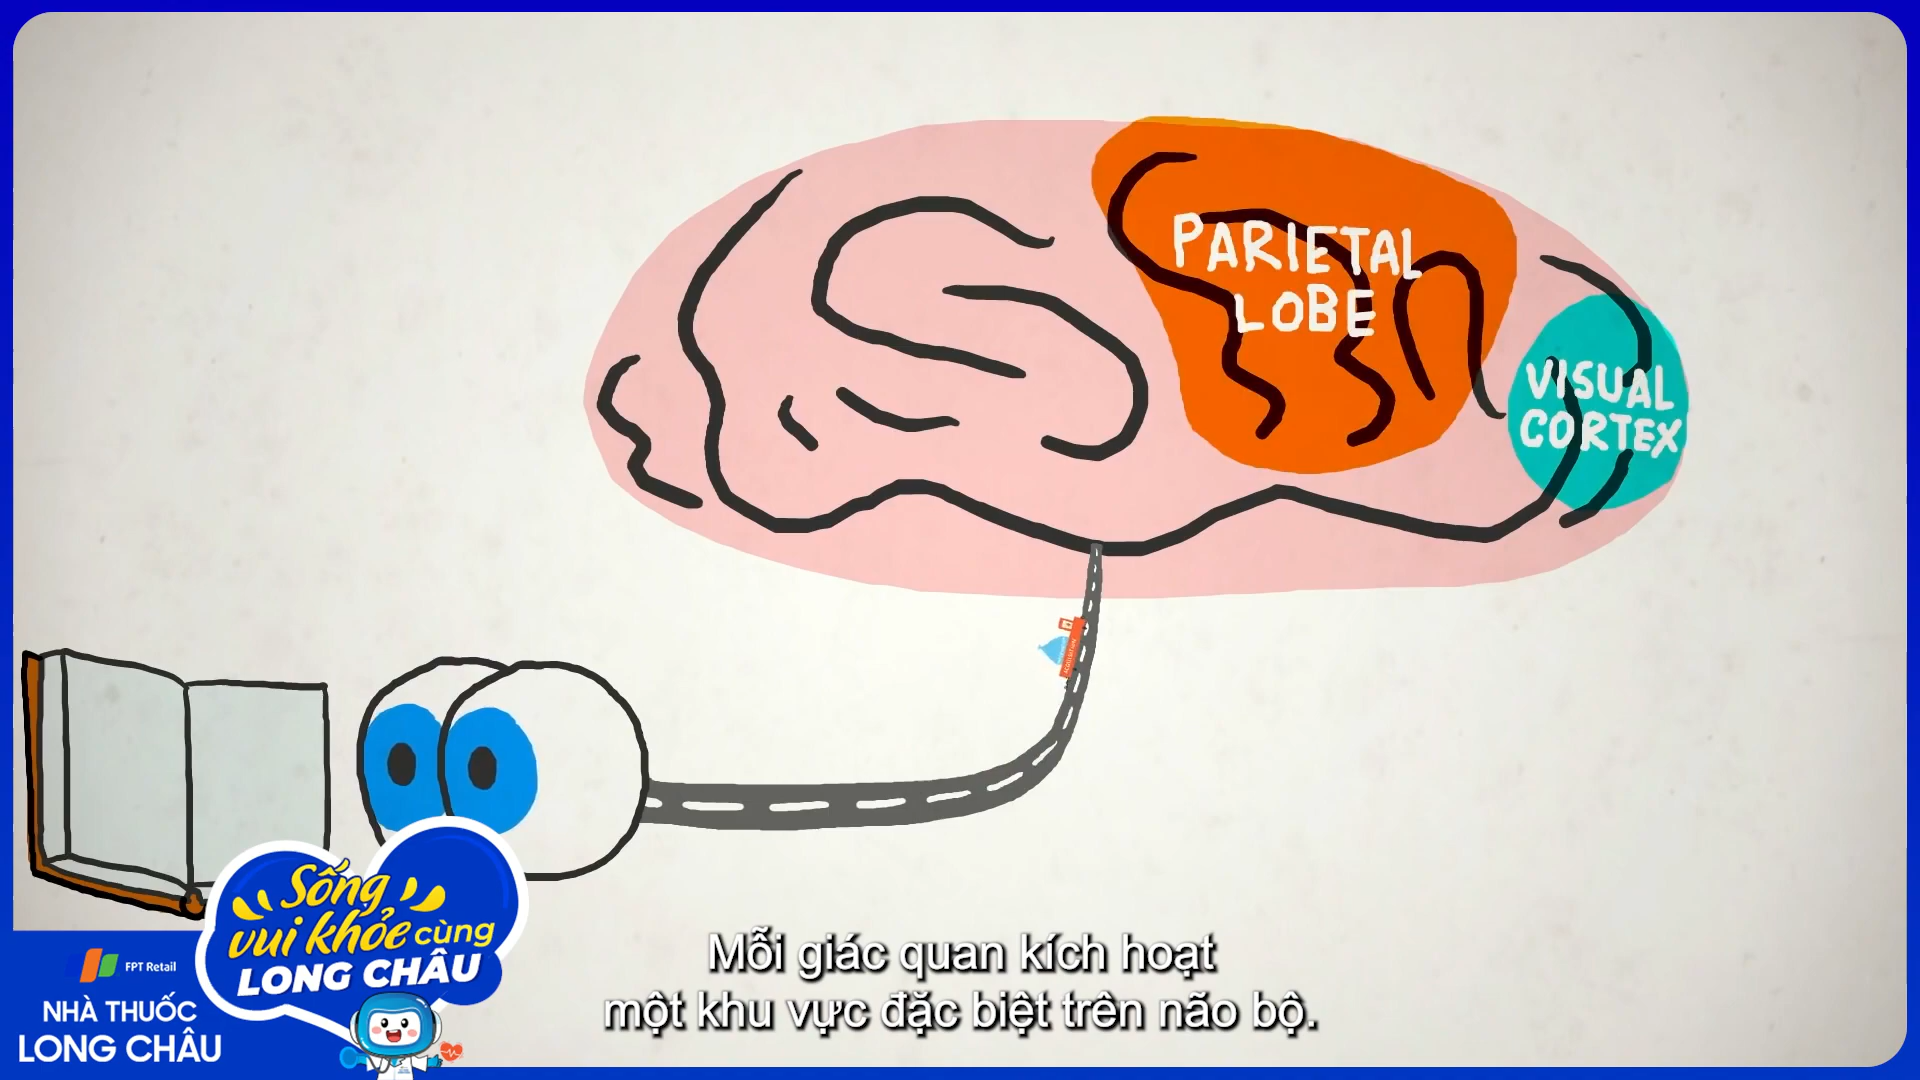 PARIETAL
LOBE
VISUAL
CORTEX
Sống
vui khỏe cùng
LONG CHÂU
FPT Retail
NHÀ THUỐC
LONG CHÂU
Mỗi giác quan kích hoạt
một khu vực đặc biệt trên não bộ.